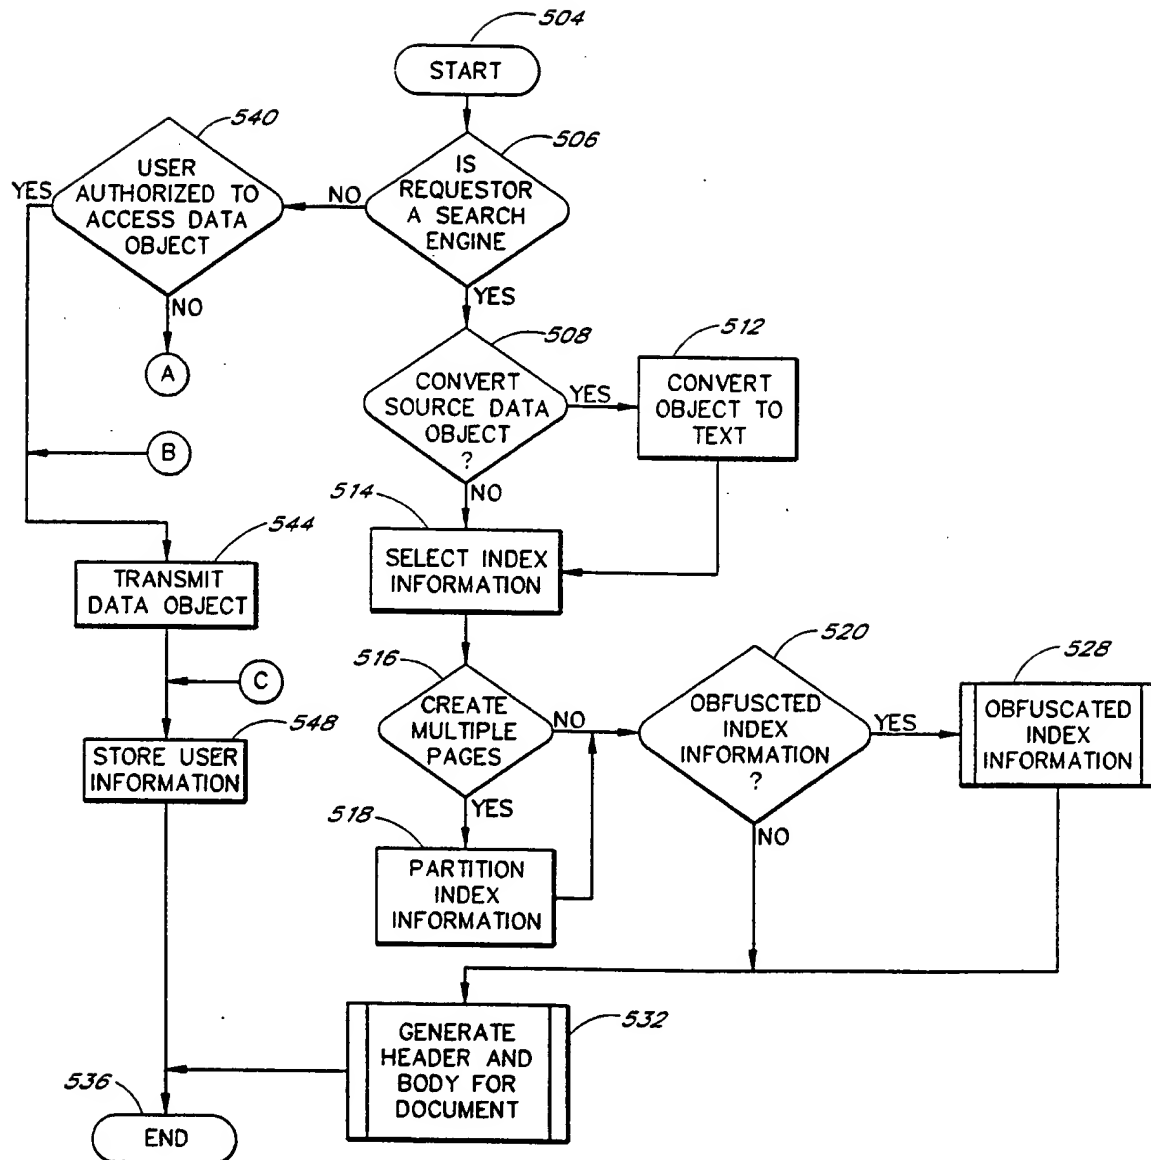 504
START
540
506
USER
AUTHORIZED TO
ACCESS DATA
OBJECT
YES
NO
IS
REQUESTOR
A SEARCH
ENGINE
NO
YES
A
508
512
CONVERT
SOURCE DATA
OBJECT
?
YES
CONVERT
OBJECT TO
TEXT
B
NO
514
544
SELECT INDEX
INFORMATION
TRANSMIT
DATA OBJECT
C
516
520
528
CREATE
MULTIPLE
PAGES
NO
OBFUSCTED
INDEX
INFORMATION
?
YES
OBFUSCATED
INDEX
INFORMATION
548
STORE USER
INFORMATION
YES
518
NO
PARTITION
INDEX
INFORMATION
532
GENERATE
HEADER AND
BODY FOR
DOCUMENT
536
END